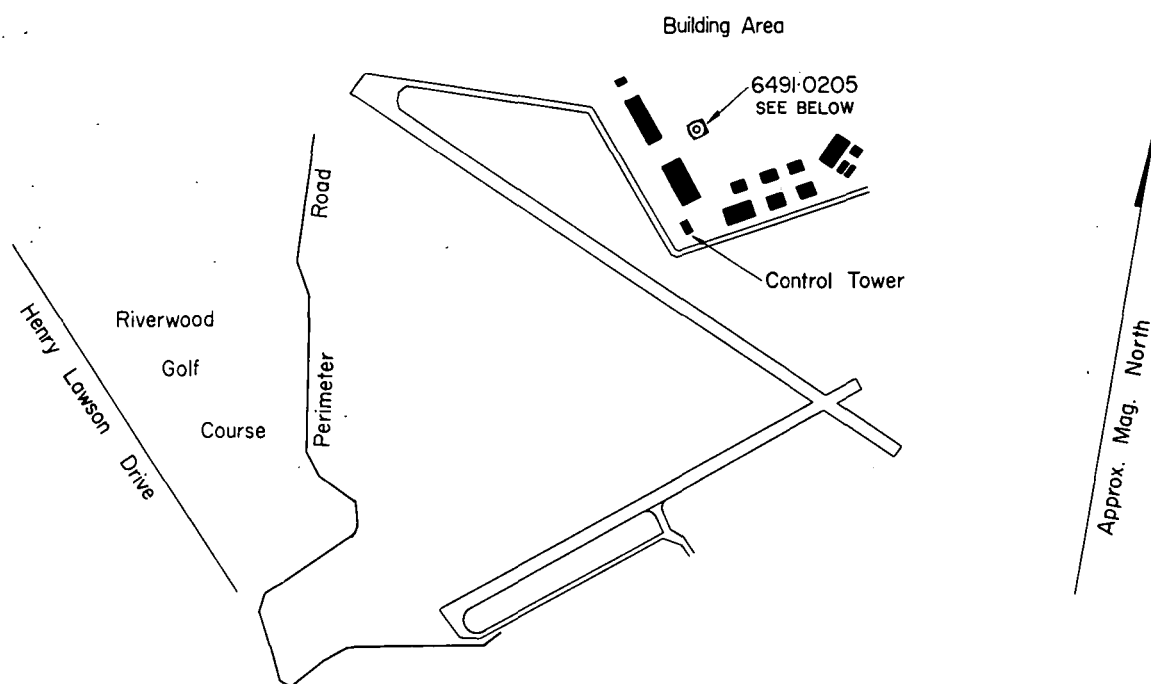 Building Area
6491·0205
SEE BELOW
Control Tower
Road
Perimeter
Riverwood
Golf
Course
Henry Lawson Drive
Approx. Mag. North